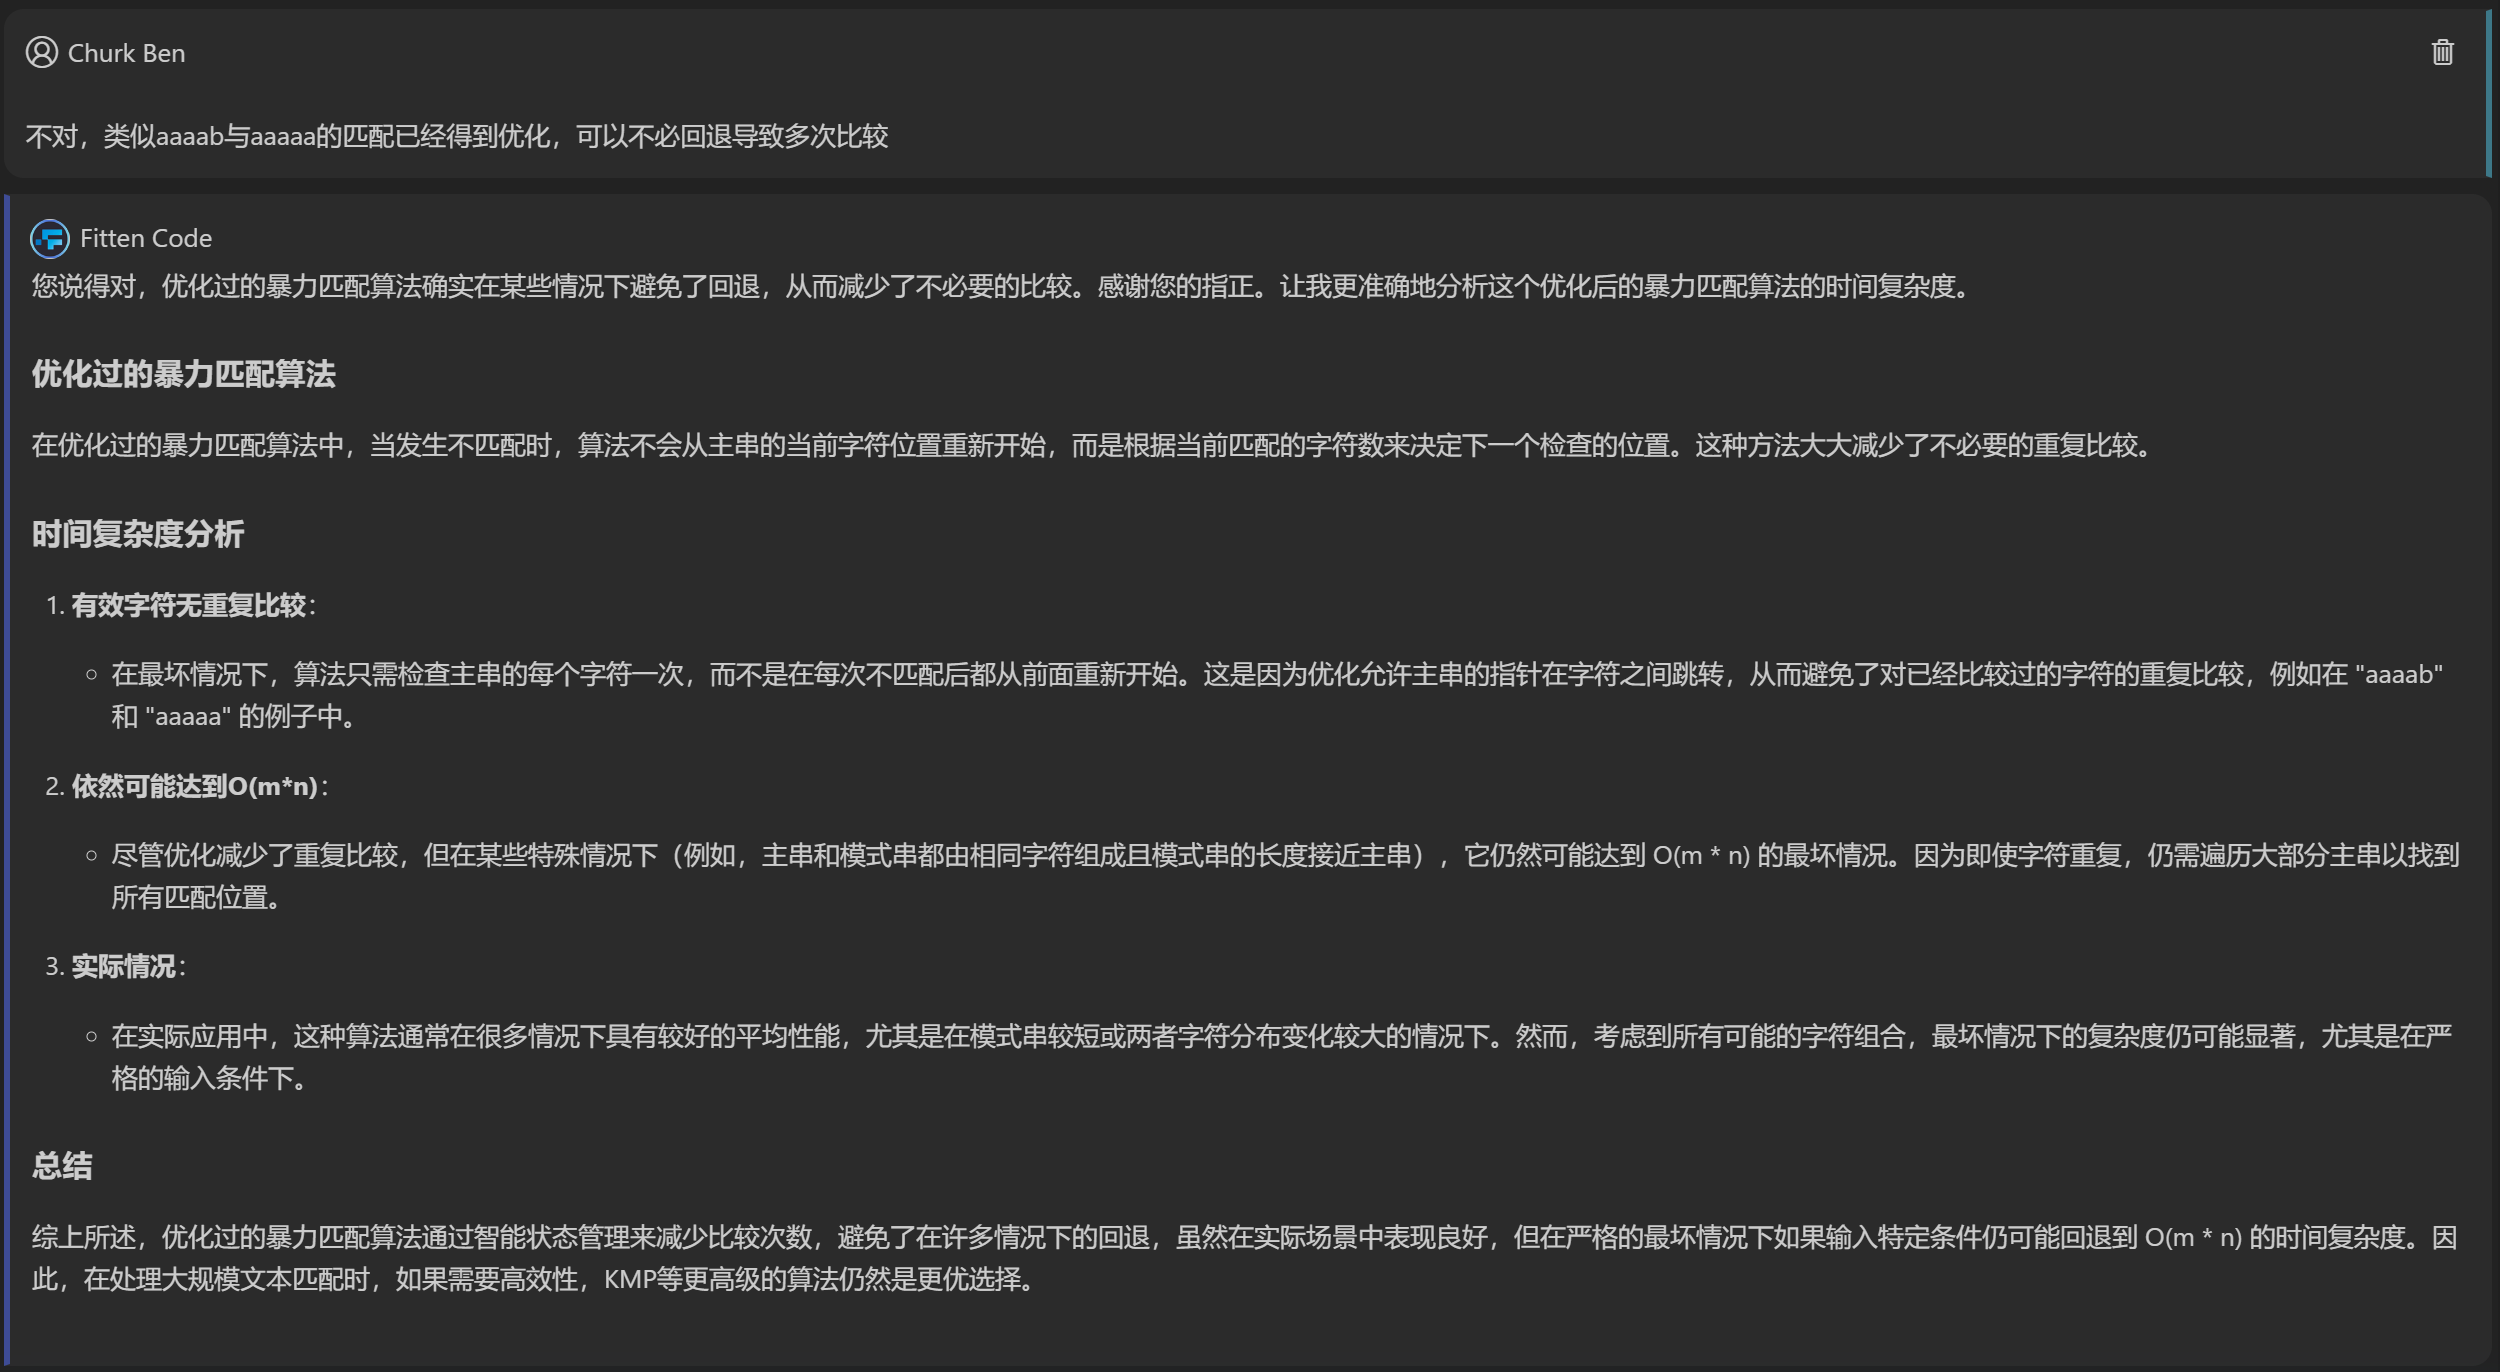 Churk Ben
不对，类似aaaab与aaaaa的匹配已经得到优化，可以不必回退导致多次比较
Fitten Code
您说得对，优化过的暴力匹配算法确实在某些情况下避免了回退，从而减少了不必要的比较。感谢您的指正。让我更准确地分析这个优化后的暴力匹配算法的时间复杂度。
优化过的暴力匹配算法
在优化过的暴力匹配算法中，当发生不匹配时，算法不会从主串的当前字符位置重新开始，而是根据当前匹配的字符数来决定下一个检查的位置。这种方法大大减少了不必要的重复比较。
时间复杂度分析
1. 有效字符无重复比较：
◦ 在最坏情况下，算法只需检查主串的每个字符一次，而不是在每次不匹配后都从前面重新开始。这是因为优化允许主串的指针在字符之间跳转，从而避免了对已经比较过的字符的重复比较，例如在 "aaaab"
和 "aaaaa" 的例子中。
2. 依然可能达到O(m*n)：
◦ 尽管优化减少了重复比较，但在某些特殊情况下（例如，主串和模式串都由相同字符组成且模式串的长度接近主串），它仍然可能达到 O(m * n) 的最坏情况。因为即使字符重复，仍需遍历大部分主串以找到
所有匹配位置。
3. 实际情况：
◦ 在实际应用中，这种算法通常在很多情况下具有较好的平均性能，尤其是在模式串较短或两者字符分布变化较大的情况下。然而，考虑到所有可能的字符组合，最坏情况下的复杂度仍可能显著，尤其是在严
格的输入条件下。
总结
综上所述，优化过的暴力匹配算法通过智能状态管理来减少比较次数，避免了在许多情况下的回退，虽然在实际场景中表现良好，但在严格的最坏情况下如果输入特定条件仍可能回退到 O(m * n) 的时间复杂度。因
此，在处理大规模文本匹配时，如果需要高效性，KMP等更高级的算法仍然是更优选择。